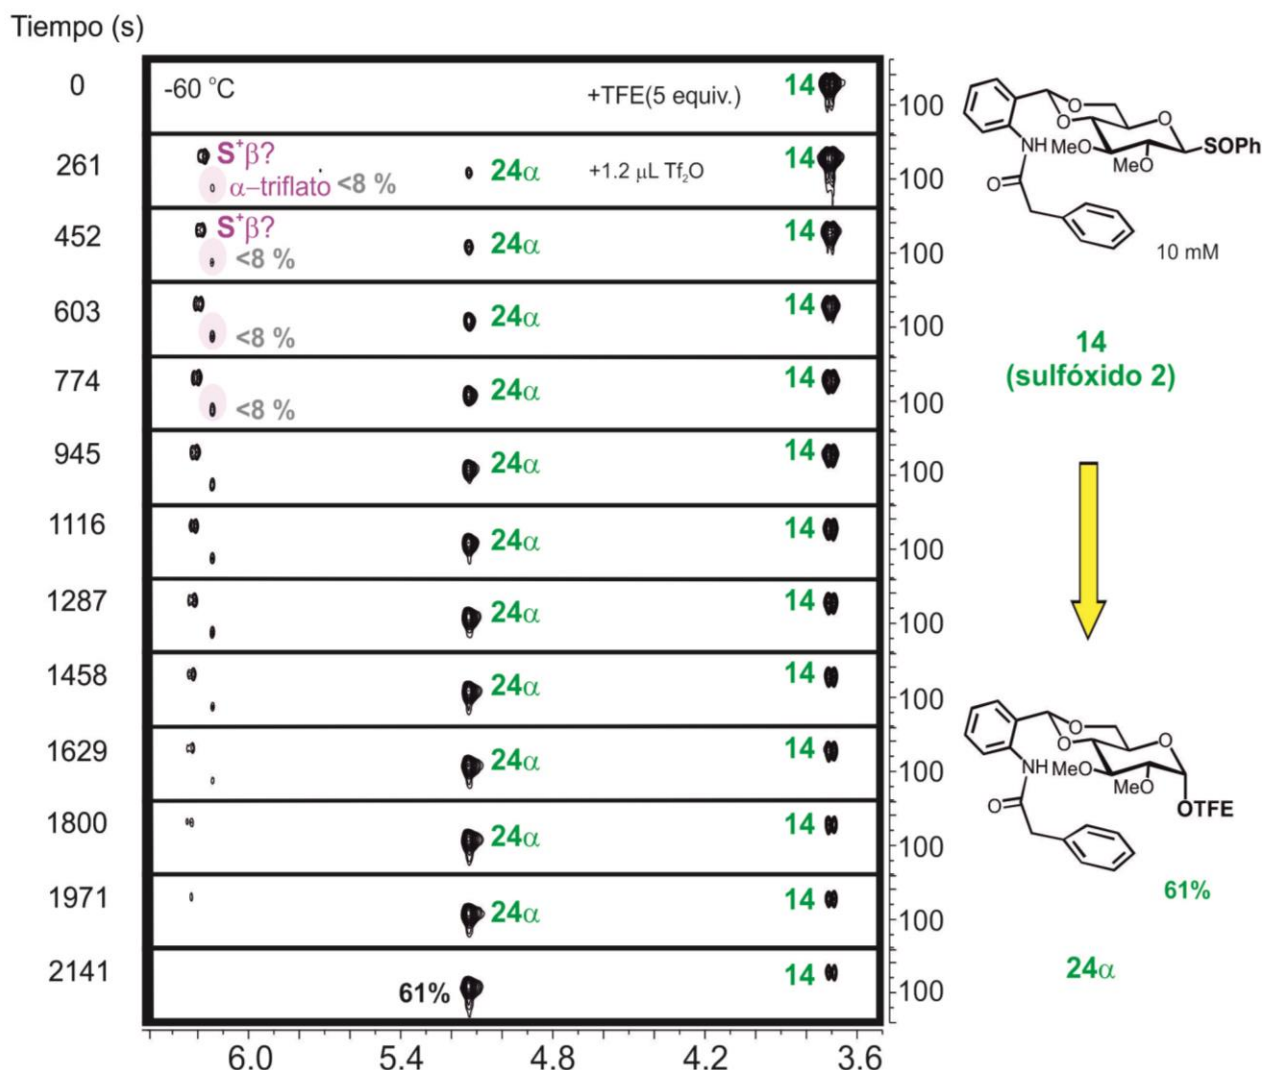 Tiempo (s)
0
-60 °C
+TFE(5 equiv.)
14
100
261
S⁺β?
α-triflato <8 %
24α
+1.2 μL Tf₂O
14
100
452
S⁺β?
<8 %
24α
14
100
603
<8 %
24α
14
100
774
<8 %
24α
14
100
945
24α
14
100
1116
24α
14
100
1287
24α
14
100
1458
24α
14
100
1629
24α
14
100
1800
24α
14
100
1971
24α
14
100
2141
61%
14
100
6.0 5.4 4.8 4.2 3.6
O
O
O
NH MeO
MeO
SOPh
O
10 mM
14
(sulfóxido 2)
O
O
O
NH MeO
MeO
OTFE
O
61%
24α